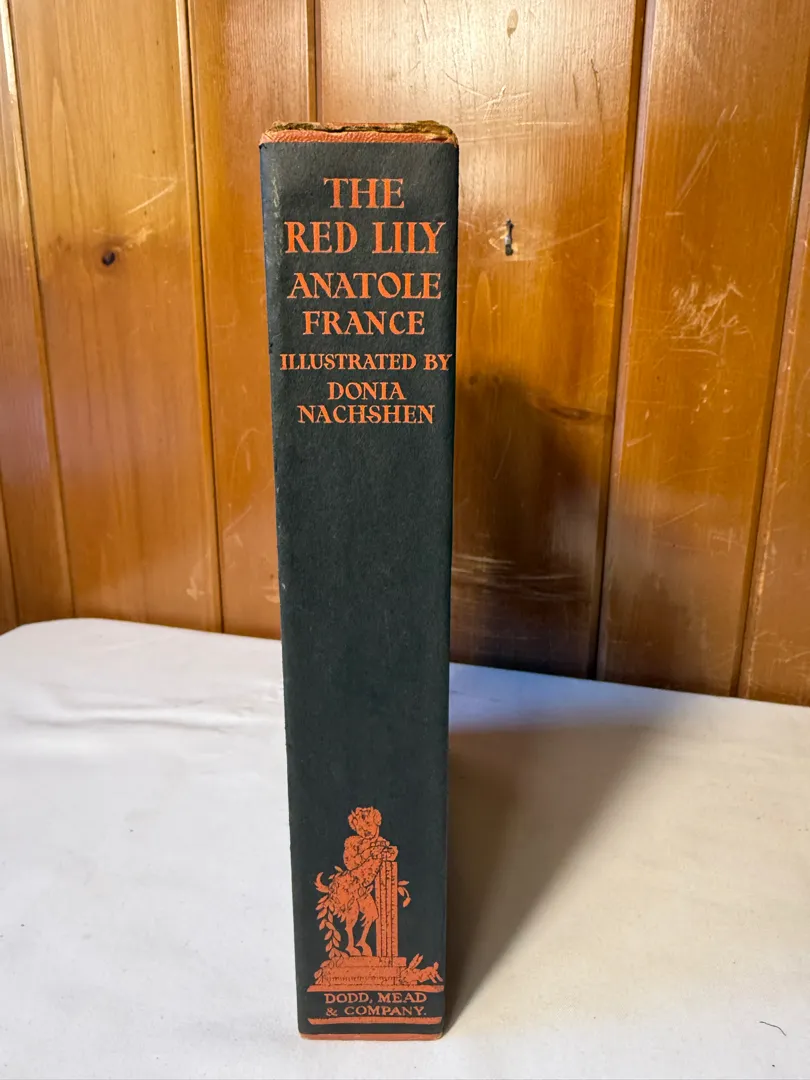 THE
RED LILY
ANATOLE
FRANCE
ILLUSTRATED BY
DONIA
NACHSHEN
DODD, MEAD
& COMPANY.